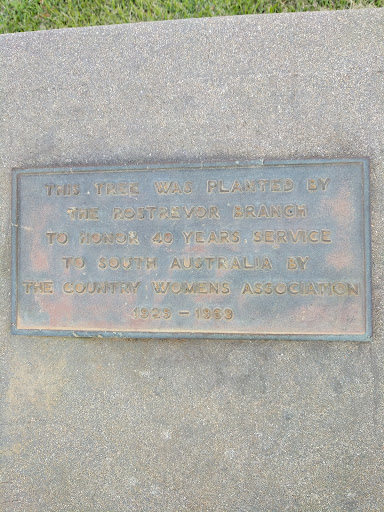 THIS TREE WAS PLANTED BY
THE ROSTREVOR BRANCH
TO HONOR 40 YEARS SERVICE
TO SOUTH AUSTRALIA BY
THE COUNTRY WOMENS ASSOCIATION
1929 – 1969